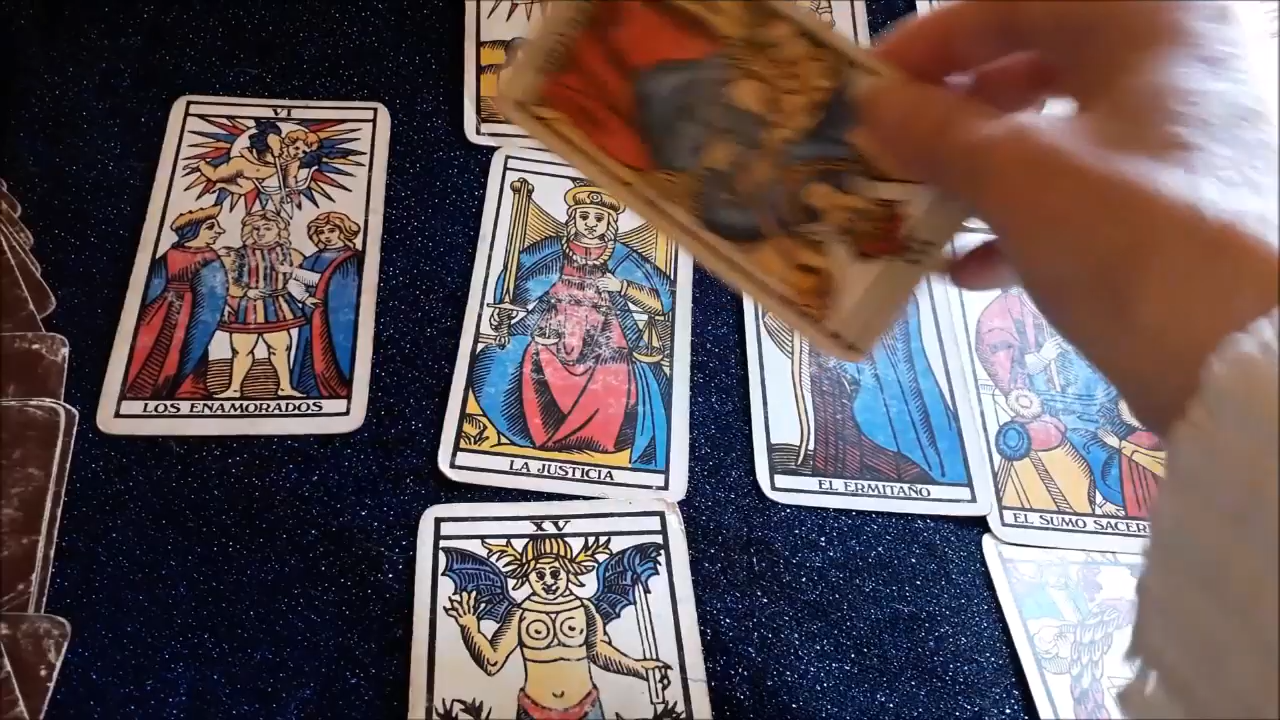 VI
LOS ENAMORADOS
LA JUSTICIA
EL ERMITAÑO
EL SUMO SACER
XV